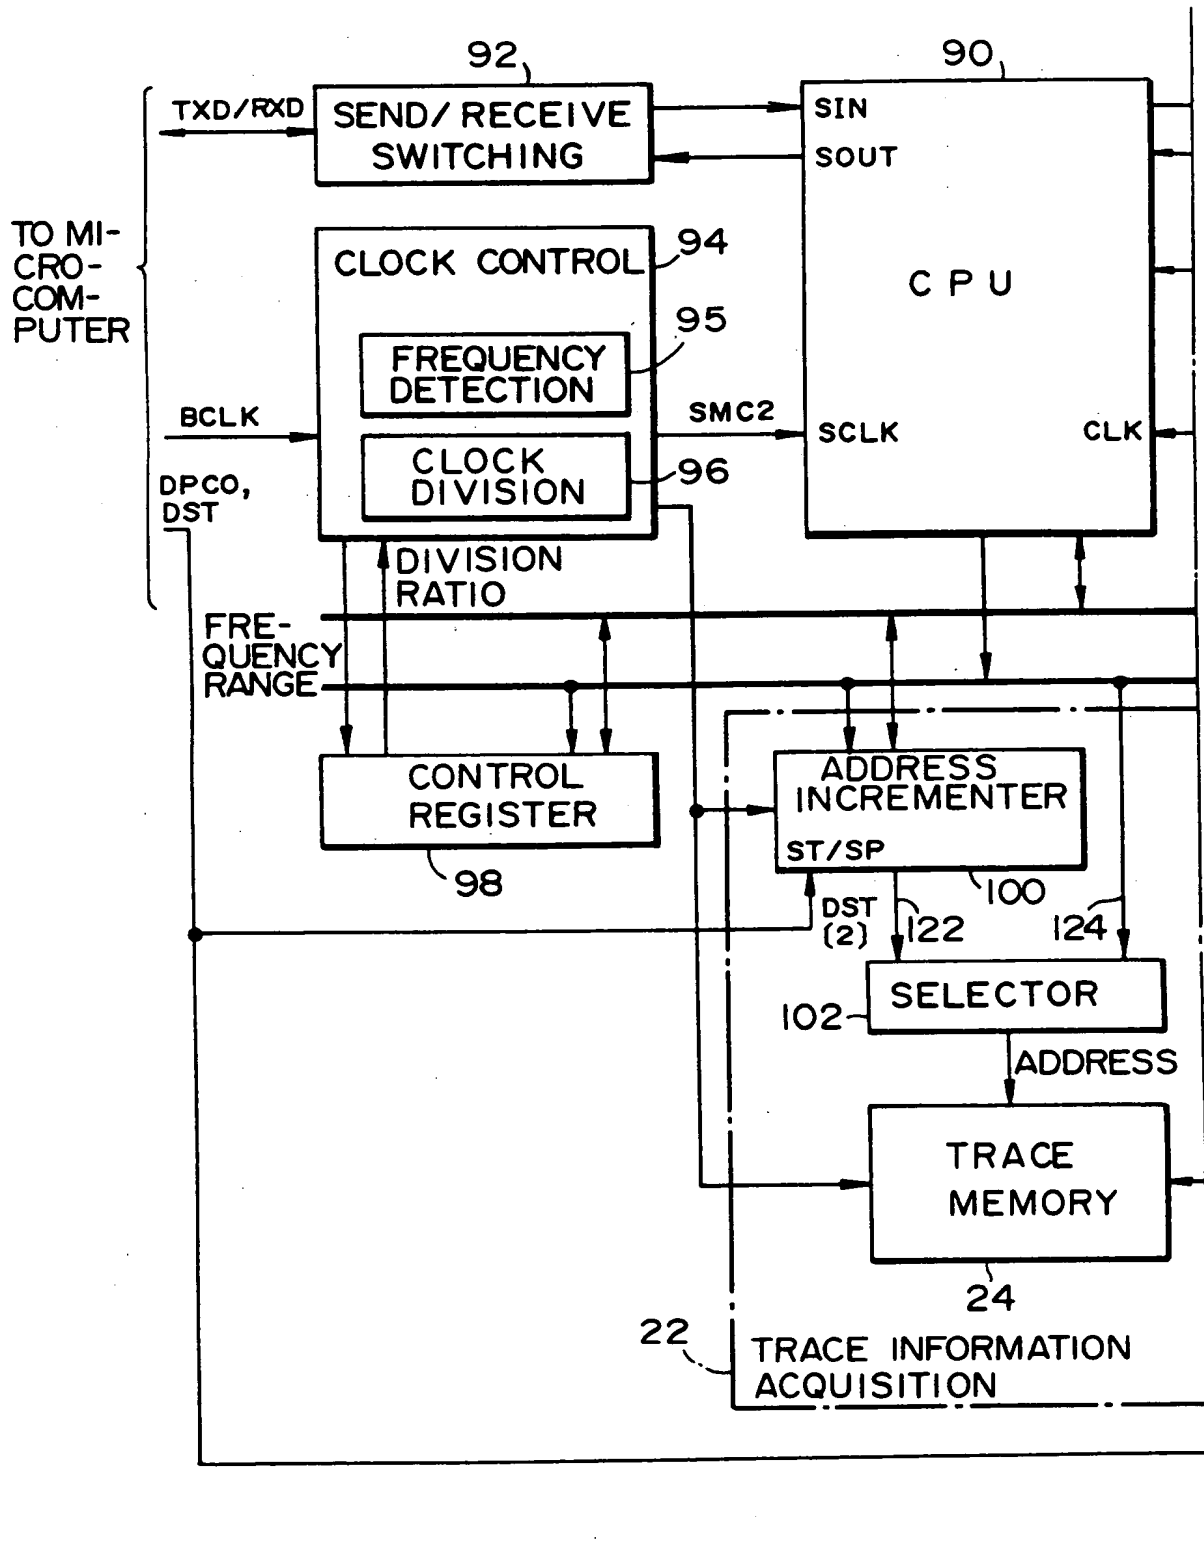 92
90
TXD/RXD
SEND/RECEIVE
SWITCHING
SIN
SOUT
TO MI-
CRO-
COM-
PUTER
CLOCK CONTROL
94
CPU
95
FREQUENCY
DETECTION
BCLK
SMC2
SCLK
CLK
CLOCK
DIVISION
96
DPCO,
DST
DIVISION
RATIO
FRE-
QUENCY
RANGE
CONTROL
REGISTER
98
ADDRESS
INCREMENTER
ST/SP
100
DST
(2)
122
124
SELECTOR
102
ADDRESS
TRACE
MEMORY
24
22
TRACE INFORMATION
ACQUISITION